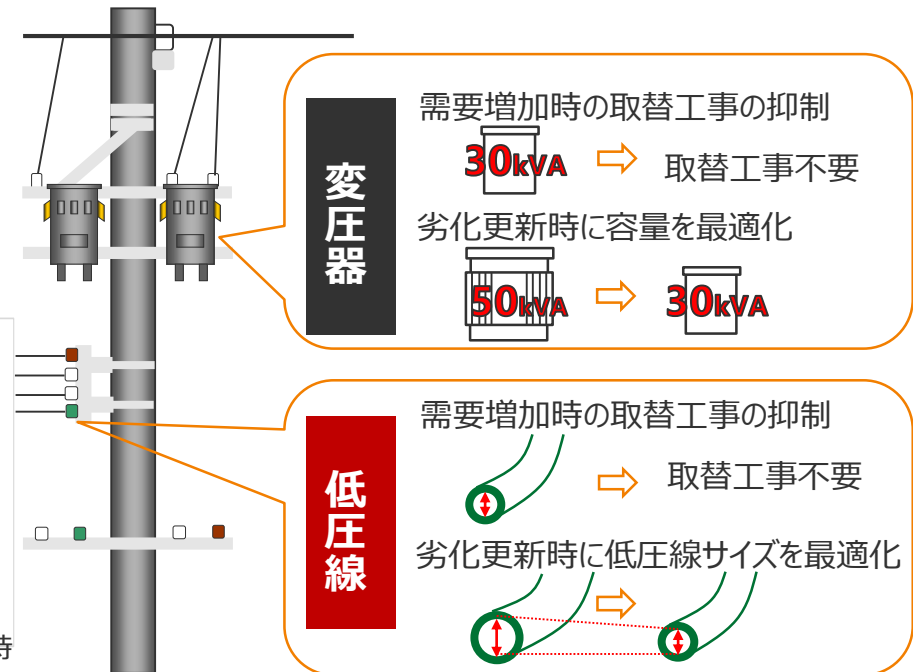 変圧器
需要増加時の取替工事の抑制
30kVA
取替工事不要
劣化更新時に容量を最適化
50kVA
30kVA
低圧線
需要増加時の取替工事の抑制
取替工事不要
劣化更新時に低圧線サイズを最適化
時